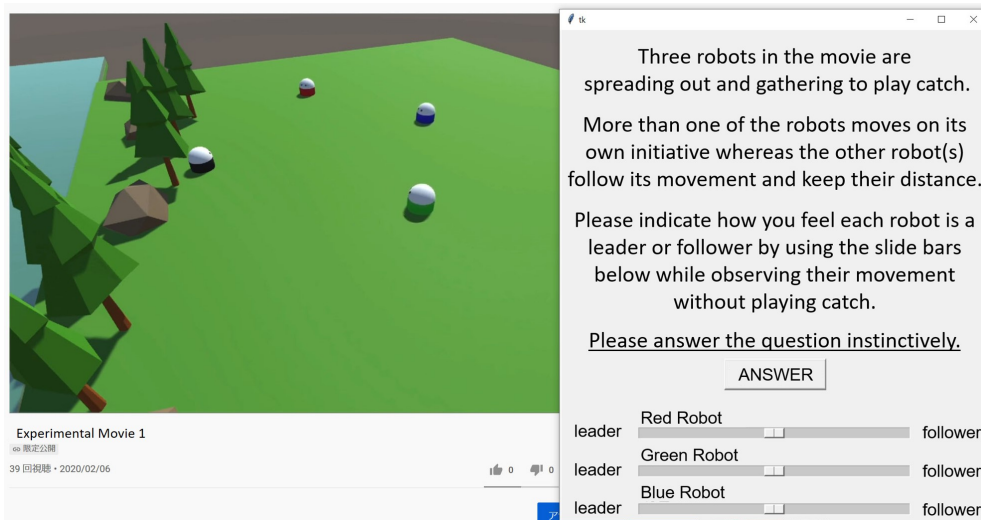 tk
Three robots in the movie are
spreading out and gathering to play catch.
More than one of the robots moves on its
own initiative whereas the other robot(s)
follow its movement and keep their distance.
Please indicate how you feel each robot is a
leader or follower by using the slide bars
below while observing their movement
without playing catch.
Please answer the question instinctively.
ANSWER
Red Robot
leader follower
Green Robot
leader follower
Blue Robot
leader follower
Experimental Movie 1
限定公開
39 回視聴・2020/02/06
0 0
ア